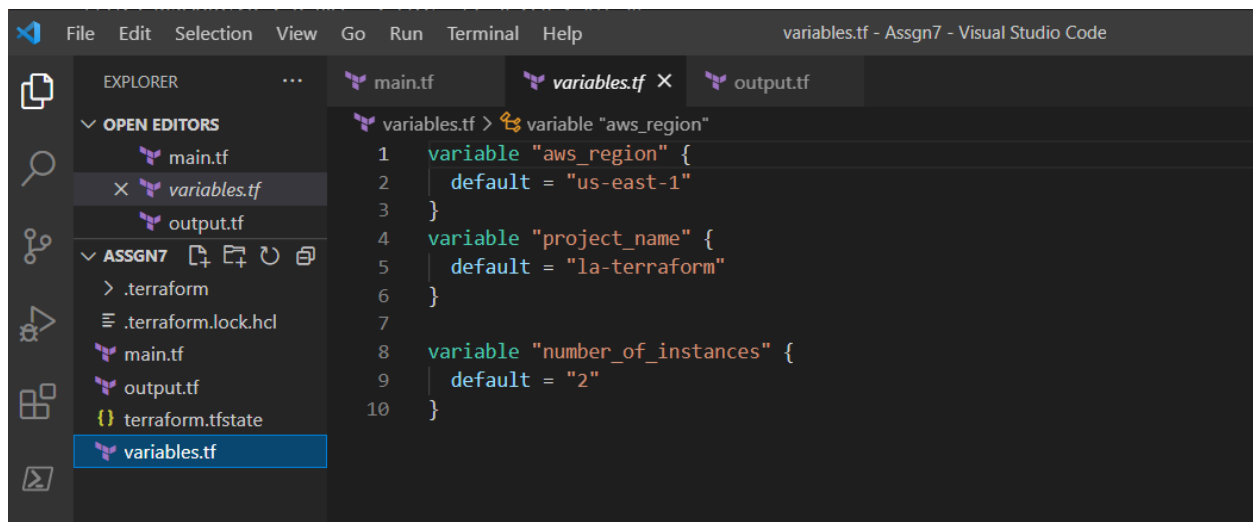 File Edit Selection View Go Run Terminal Help variables.tf - Assgn7 - Visual Studio Code
EXPLORER ...
OPEN EDITORS
main.tf
variables.tf
output.tf
ASSGN7
.terraform
.terraform.lock.hcl
main.tf
output.tf
{} terraform.tfstate
variables.tf
main.tf variables.tf output.tf
variables.tf > variable "aws_region"
1 variable "aws_region" {
2 default = "us-east-1"
3 }
4 variable "project_name" {
5 default = "la-terraform"
6 }
7
8 variable "number_of_instances" {
9 default = "2"
10 }